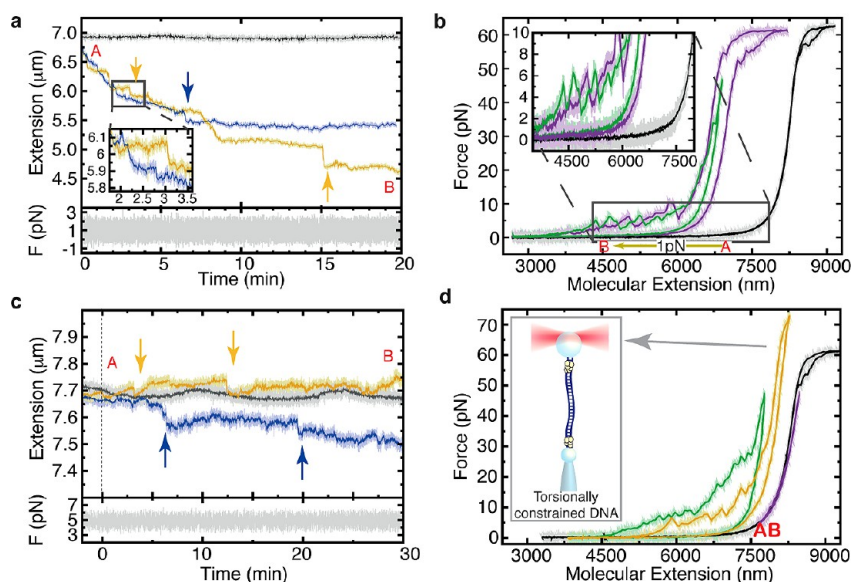 a
7.0
6.5
6.0
5.5
5.0
4.5
Extension (μm)
A
B
6.1
6
5.9
5.8
2 2.5 3 3.5
3
1
-1
F (pN)
0 5 10 15 20
Time (min)
b
60
50
40
30
20
10
0
Force (pN)
10
8
6
4
2
0
4500 6000 7500
B 1pN A
3000 4500 6000 7500 9000
Molecular Extension (nm)
c
7.9
7.8
7.7
7.6
7.5
7.4
Extension (μm)
A
B
7
5
3
F (pN)
0 10 20 30
Time (min)
d
70
60
50
40
30
20
10
0
Force (pN)
Torsionally
constrained DNA
AB
3000 4500 6000 7500 9000
Molecular Extension (nm)